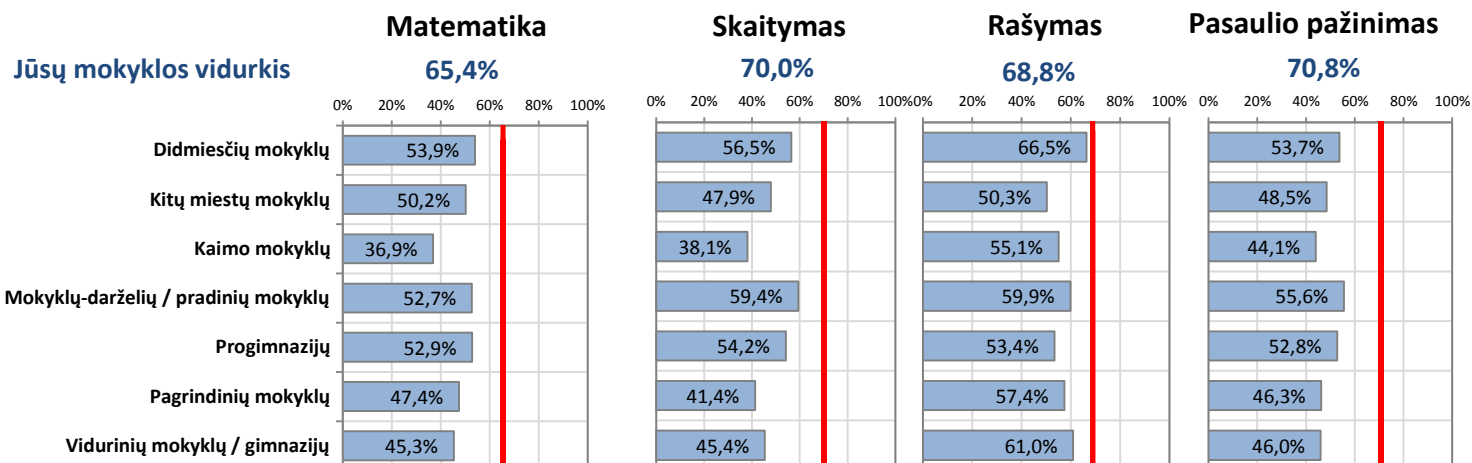 Matematika Skaitymas Rašymas Pasaulio pažinimas
Jūsų mokyklos vidurkis 65,4% 70,0% 68,8% 70,8%
0% 20% 40% 60% 80% 100% 0% 20% 40% 60% 80% 100% 0% 20% 40% 60% 80% 100% 0% 20% 40% 60% 80% 100%
Didmiesčių mokyklų 53,9% 56,5% 66,5% 53,7%
Kitų miestų mokyklų 50,2% 47,9% 50,3% 48,5%
Kaimo mokyklų 36,9% 38,1% 55,1% 44,1%
Mokyklų-darželių / pradinių mokyklų 52,7% 59,4% 59,9% 55,6%
Progimnazijų 52,9% 54,2% 53,4% 52,8%
Pagrindinių mokyklų 47,4% 41,4% 57,4% 46,3%
Vidurinių mokyklų / gimnazijų 45,3% 45,4% 61,0% 46,0%